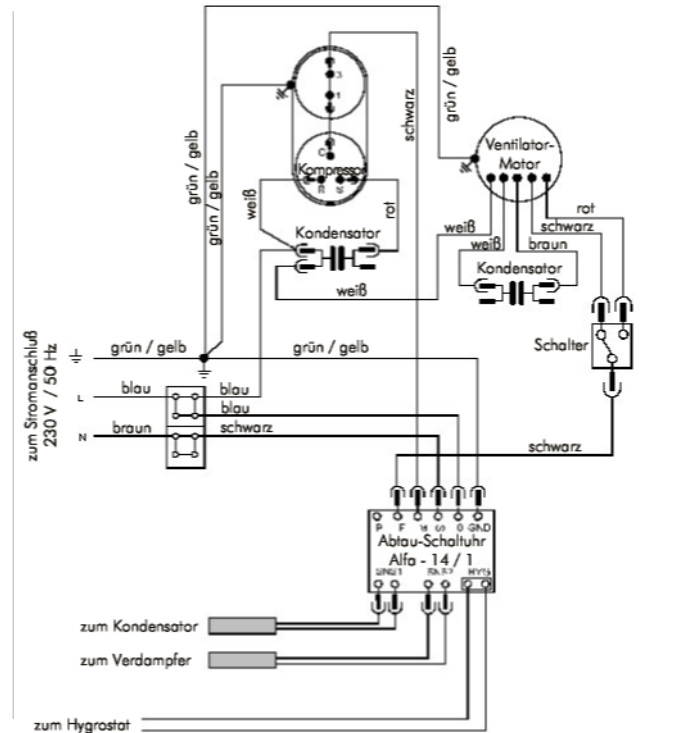 grün / gelb
grün / gelb
grün / gelb
schwarz
3
1
C
Kompressor
weiß
rot
Kondensator
weiß
Ventilator-
Motor
weiß
weiß
braun
schwarz
rot
Kondensator
Schalter
zum Stromanschluß
230 V / 50 Hz
grün / gelb
grün / gelb
L
blau
blau
blau
N
braun
schwarz
schwarz
P F R S O GND
Abtau-Schaltuhr
Alfa - 14 / 1
zum Kondensator
zum Verdampfer
zum Hygrostat